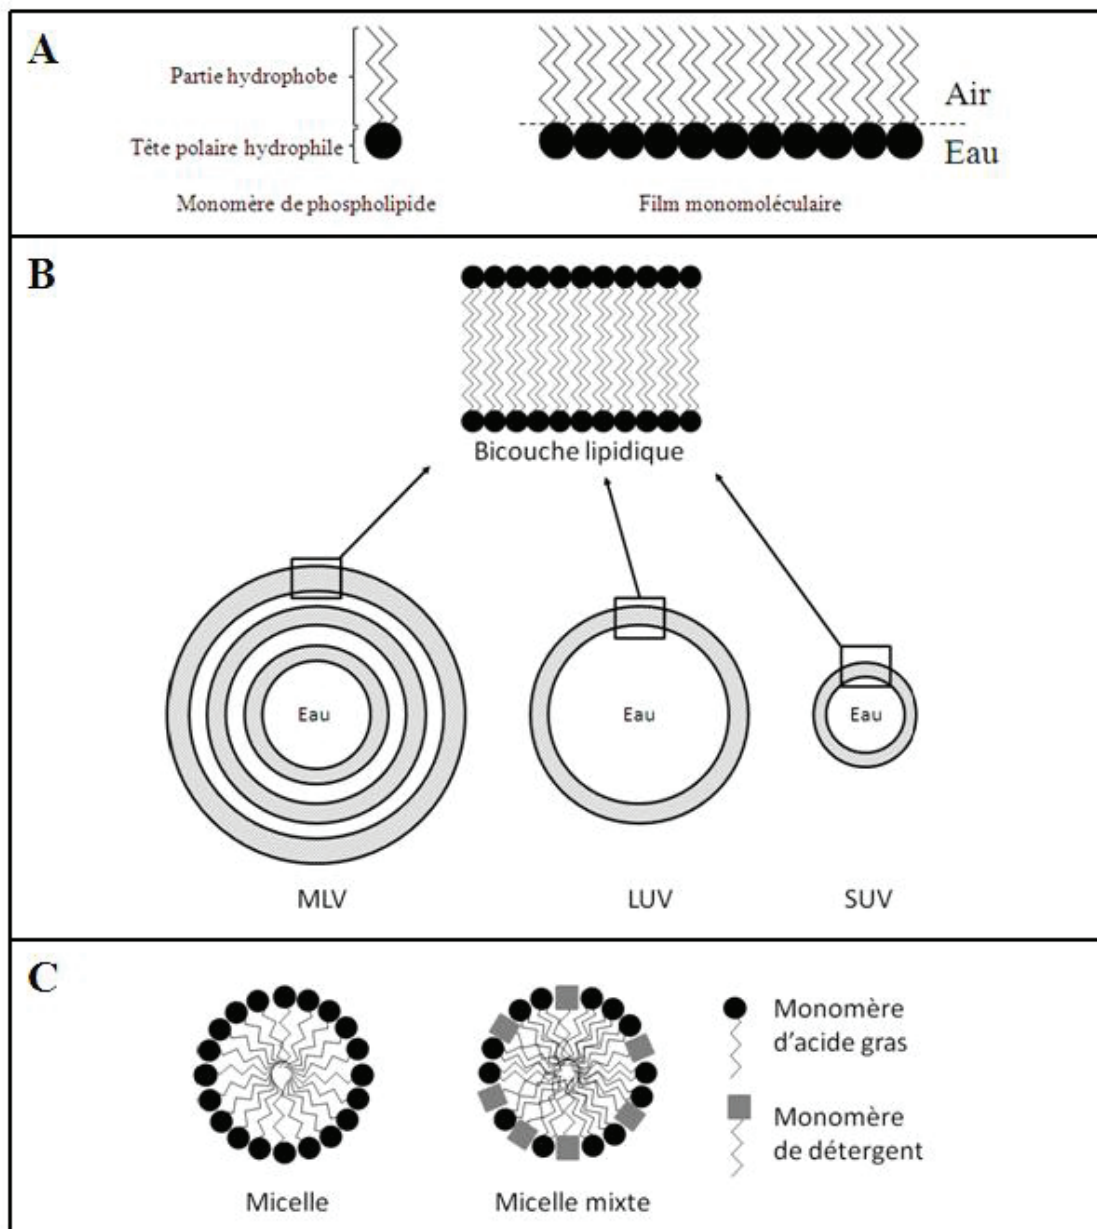 A
Partie hydrophobe
Tête polaire hydrophile
Monomère de phospholipide
Air
Eau
Film monomoléculaire
B
Bicouche lipidique
Eau
Eau
Eau
MLV
LUV
SUV
C
Monomère
d'acide gras
Monomère
de détergent
Micelle
Micelle mixte